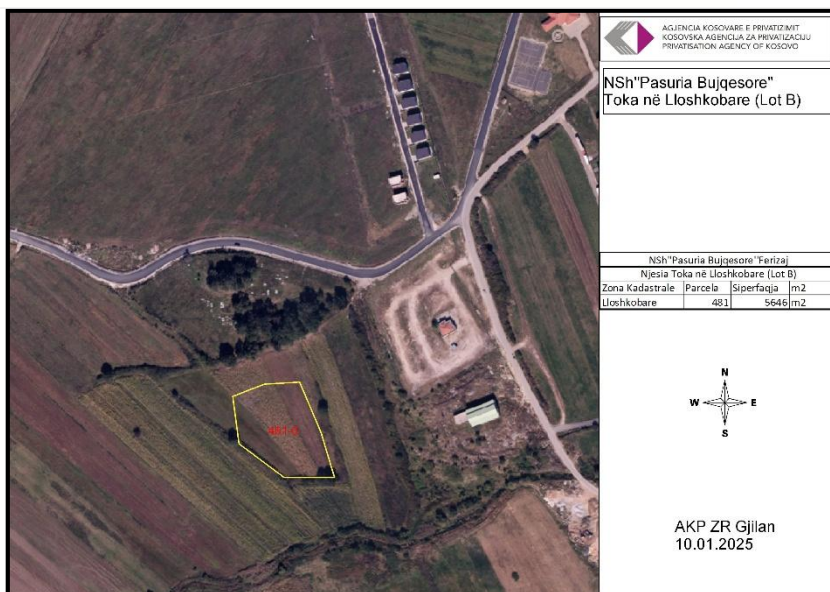 AGJENCIA KOSOVARE E PRIVATIZIMIT
KOSOVSKA AGENCIJA ZA PRIVATIZACIJU
PRIVATISATION AGENCY OF KOSOVO
NSh"Pasuria Bujqesore"
Toka në Lloshkobare (Lot B)
NSh"Pasuria Bujqesore"Ferizaj
Njesia Toka në Lloshkobare (Lot B)
Zona Kadastrale Parcela Siperfaqja m2
Lloshkobare 481 5646 m2
N
W E
S
481-0
AKP ZR Gjilan
10.01.2025